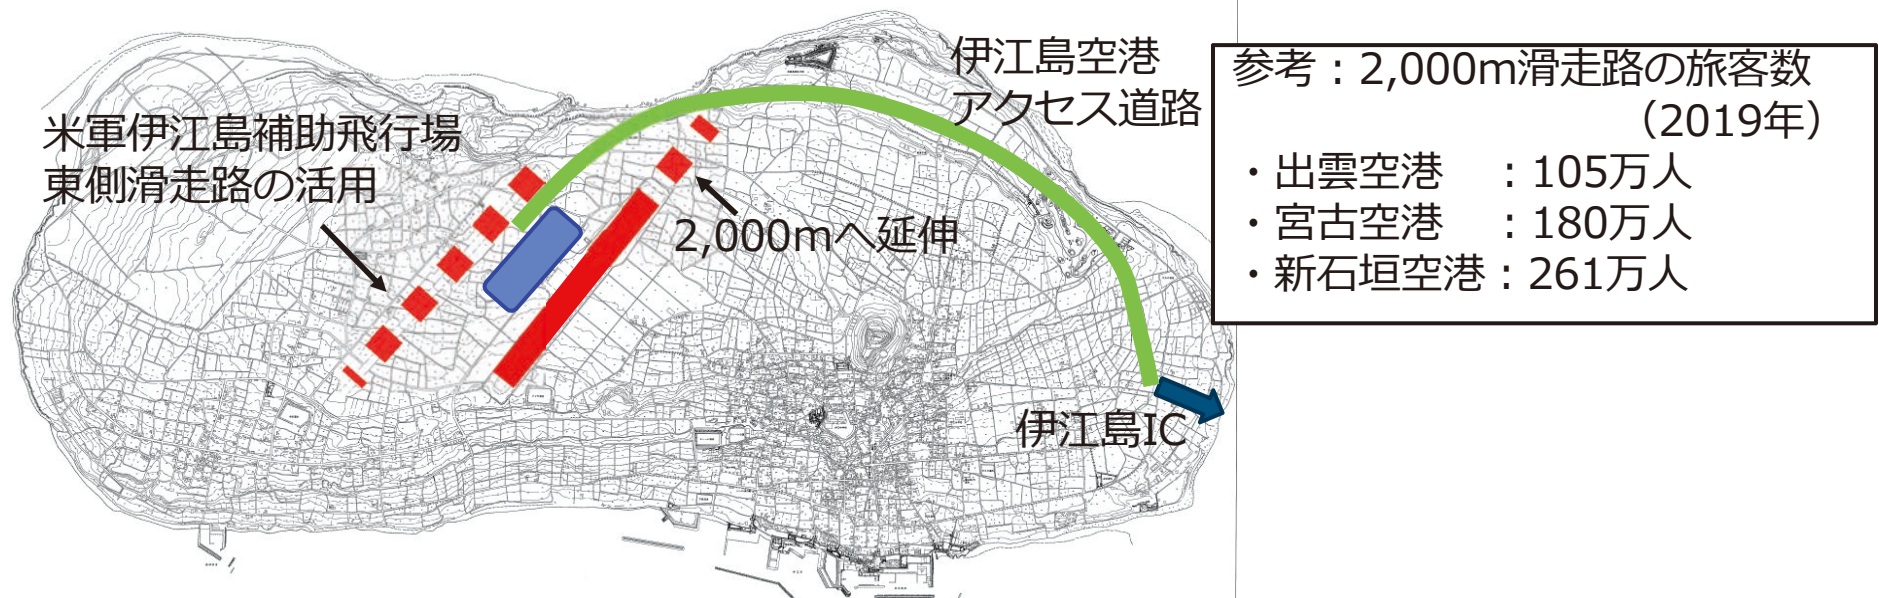 米軍伊江島補助飛行場
東側滑走路の活用
伊江島空港
アクセス道路
2,000mへ延伸
伊江島IC
参考：2,000m滑走路の旅客数
（2019年）
・出雲空港　：105万人
・宮古空港　：180万人
・新石垣空港：261万人